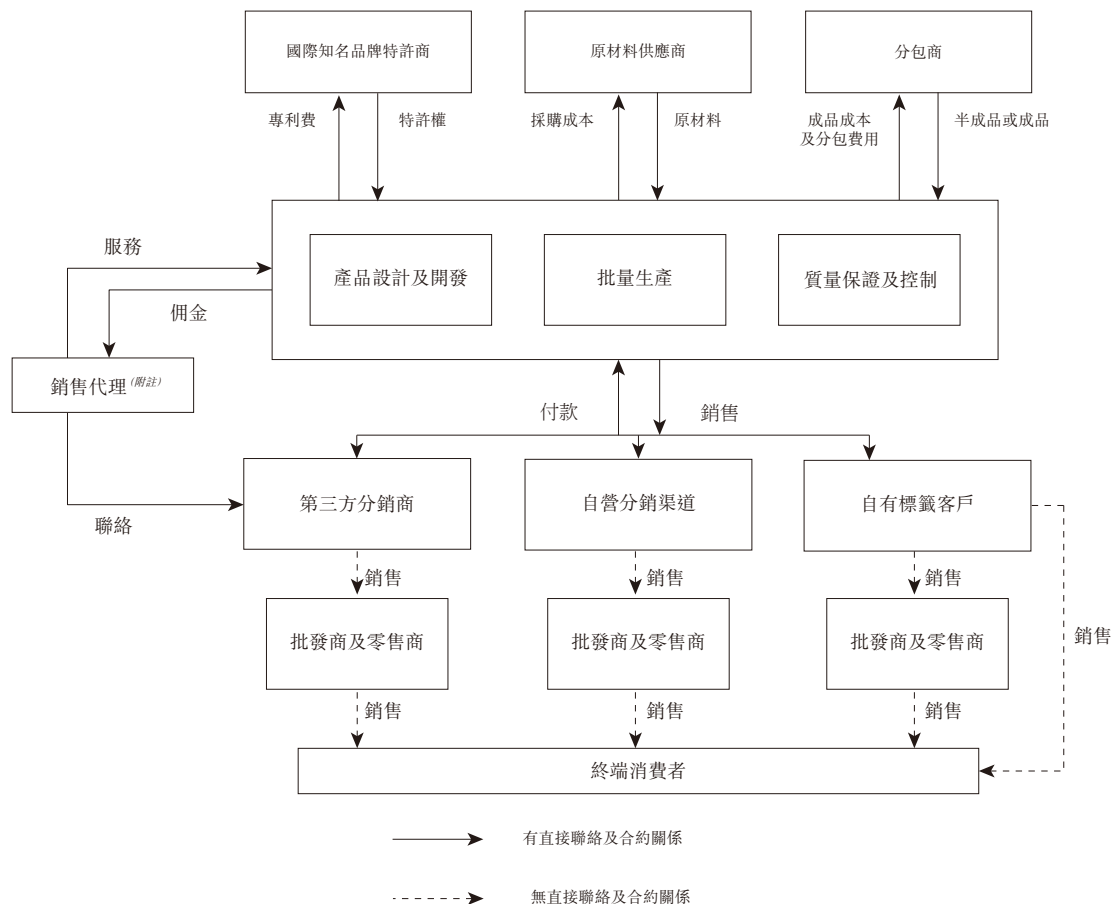 國際知名品牌特許商
原材料供應商
分包商
專利費
特許權
採購成本
原材料
成品成本
及分包費用
半成品或成品
服務
產品設計及開發
批量生產
質量保證及控制
佣金
銷售代理(附註)
付款
銷售
第三方分銷商
自營分銷渠道
自有標籤客戶
聯絡
銷售
銷售
銷售
批發商及零售商
批發商及零售商
批發商及零售商
銷售
銷售
銷售
銷售
終端消費者
有直接聯絡及合約關係
無直接聯絡及合約關係